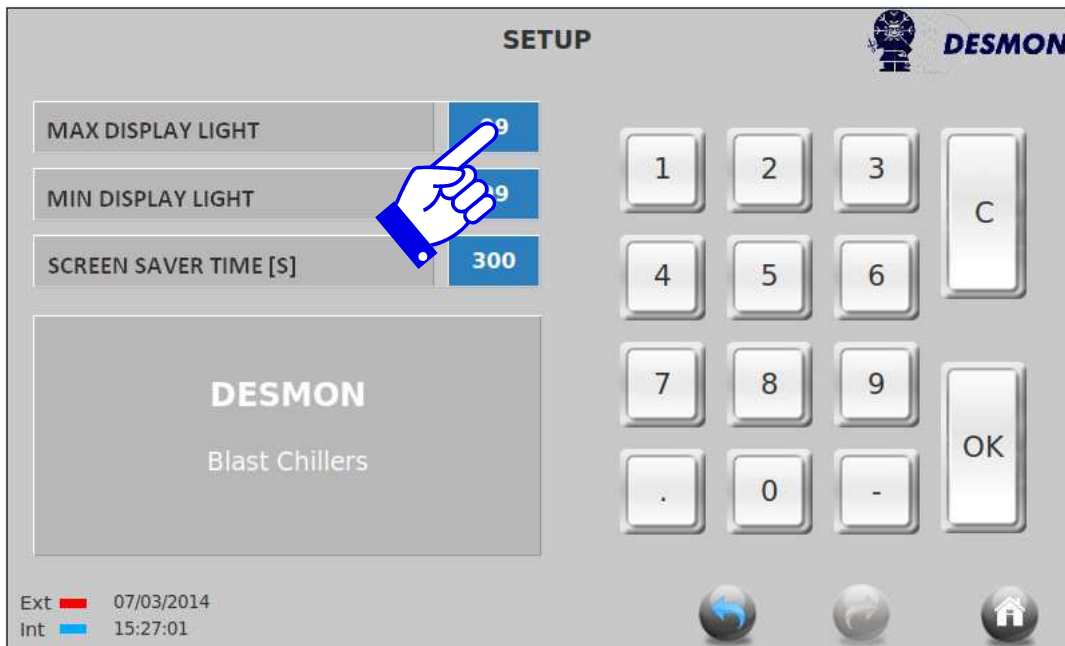 SETUP
DESMON
MAX DISPLAY LIGHT
MIN DISPLAY LIGHT
SCREEN SAVER TIME [S] 300
DESMON
Blast Chillers
1 2 3 C
4 5 6
7 8 9 OK
. 0 -
Ext 07/03/2014
Int 15:27:01